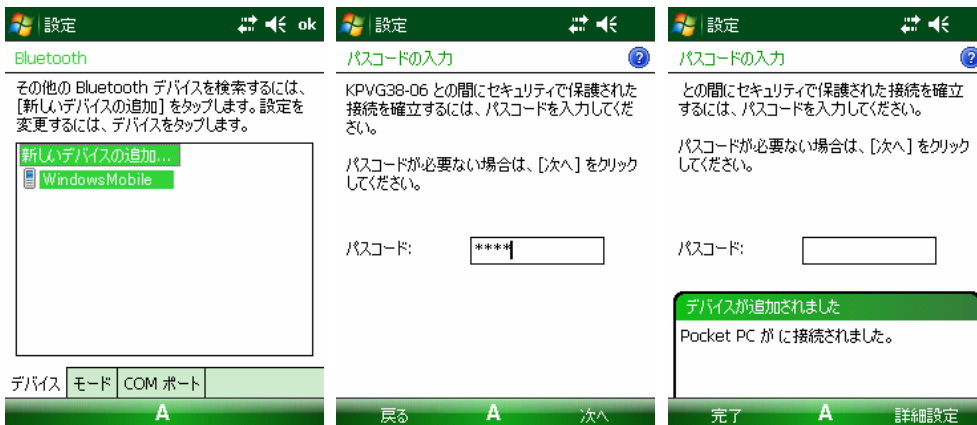 設定
ok
Bluetooth
その他の Bluetooth デバイスを検索するには、
[新しいデバイスの追加] をタップします。設定を
変更するには、デバイスをタップします。
新しいデバイスの追加...
WindowsMobile
デバイス モード COM ポート
A
設定
パスコードの入力
?
KPVG38-06 との間にセキュリティで保護された
接続を確立するには、パスコードを入力してくだ
さい。
パスコードが必要ない場合は、[次へ] をクリック
してください。
パスコード: ****
戻る A 次へ
設定
パスコードの入力
?
との間にセキュリティで保護された接続を確立
するには、パスコードを入力してください。
パスコードが必要ない場合は、[次へ] をクリック
してください。
パスコード:
デバイスが追加されました
Pocket PC が に接続されました。
完了 A 詳細設定